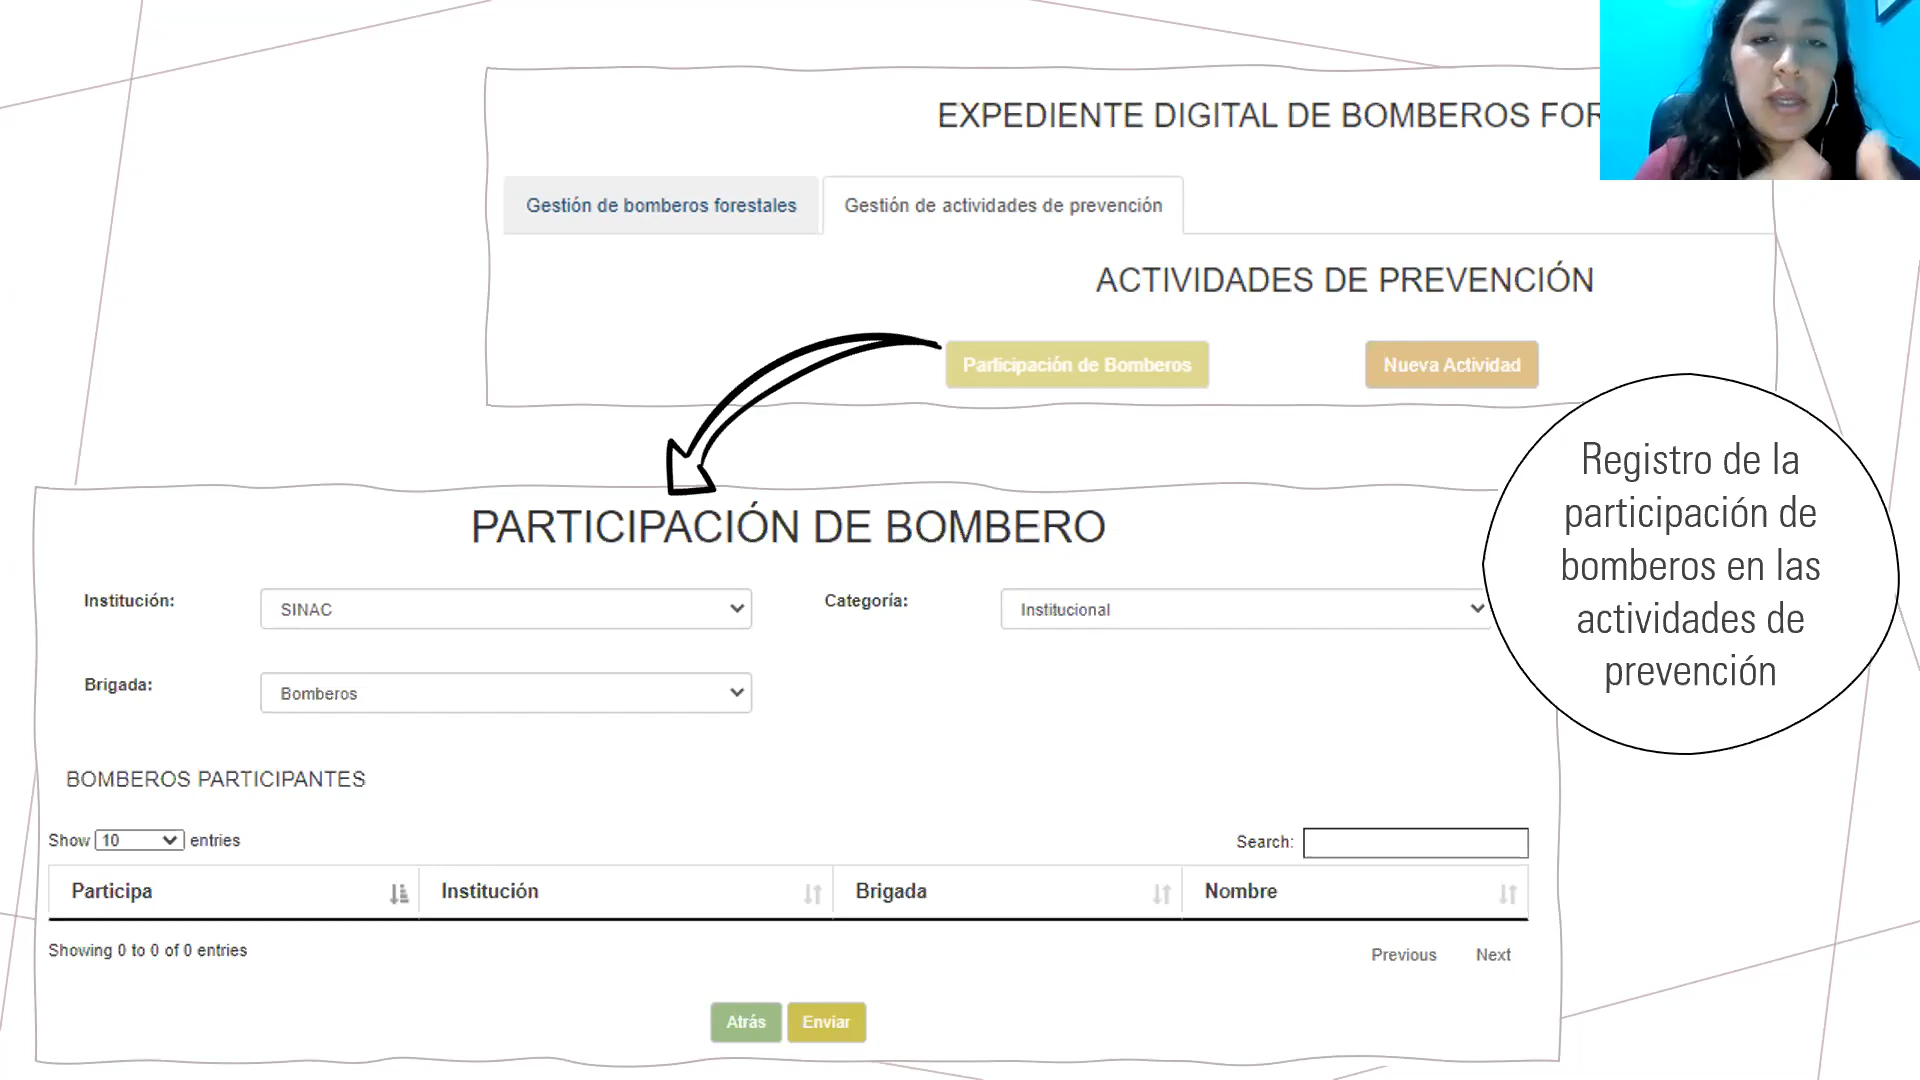 EXPEDIENTE DIGITAL DE BOMBEROS FOR
Gestión de bomberos forestales
Gestión de actividades de prevención
ACTIVIDADES DE PREVENCIÓN
Participación de Bomberos
Nueva Actividad
Registro de la
participación de
bomberos en las
actividades de
prevención
PARTICIPACIÓN DE BOMBERO
Institución:
SINAC
Categoría:
Institucional
Brigada:
Bomberos
BOMBEROS PARTICIPANTES
Show 10 entries
Search:
Participa
Institución
Brigada
Nombre
Showing 0 to 0 of 0 entries
Previous
Next
Atrás
Enviar